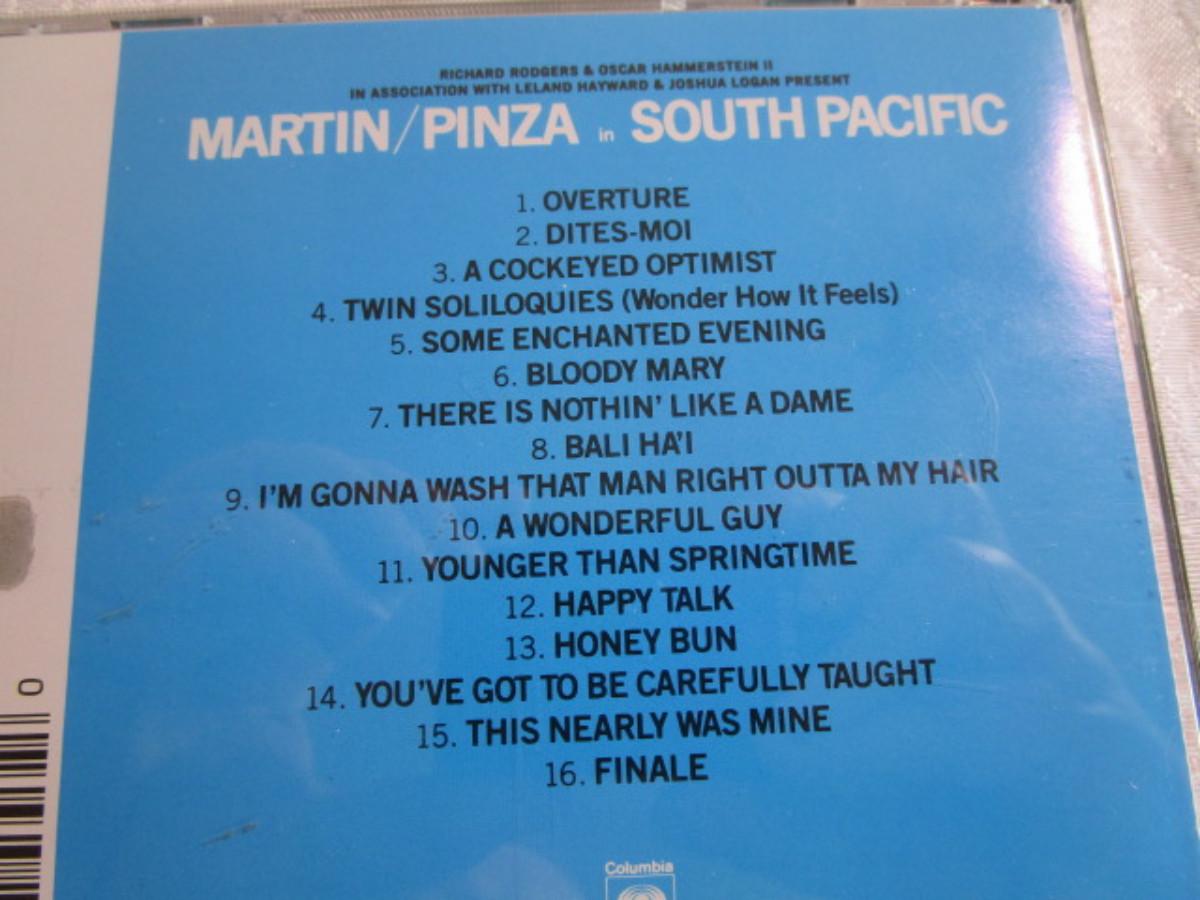 RICHARD RODGERS & OSCAR HAMMERSTEIN II
IN ASSOCIATION WITH LELAND HAYWARD & JOSHUA LOGAN PRESENT
MARTIN/PINZA in SOUTH PACIFIC
1. OVERTURE
2. DITES-MOI
3. A COCKEYED OPTIMIST
4. TWIN SOLILOQUIES (Wonder How It Feels)
5. SOME ENCHANTED EVENING
6. BLOODY MARY
7. THERE IS NOTHIN' LIKE A DAME
8. BALI HA'I
9. I'M GONNA WASH THAT MAN RIGHT OUTTA MY HAIR
10. A WONDERFUL GUY
11. YOUNGER THAN SPRINGTIME
12. HAPPY TALK
13. HONEY BUN
14. YOU'VE GOT TO BE CAREFULLY TAUGHT
15. THIS NEARLY WAS MINE
16. FINALE
0
Columbia